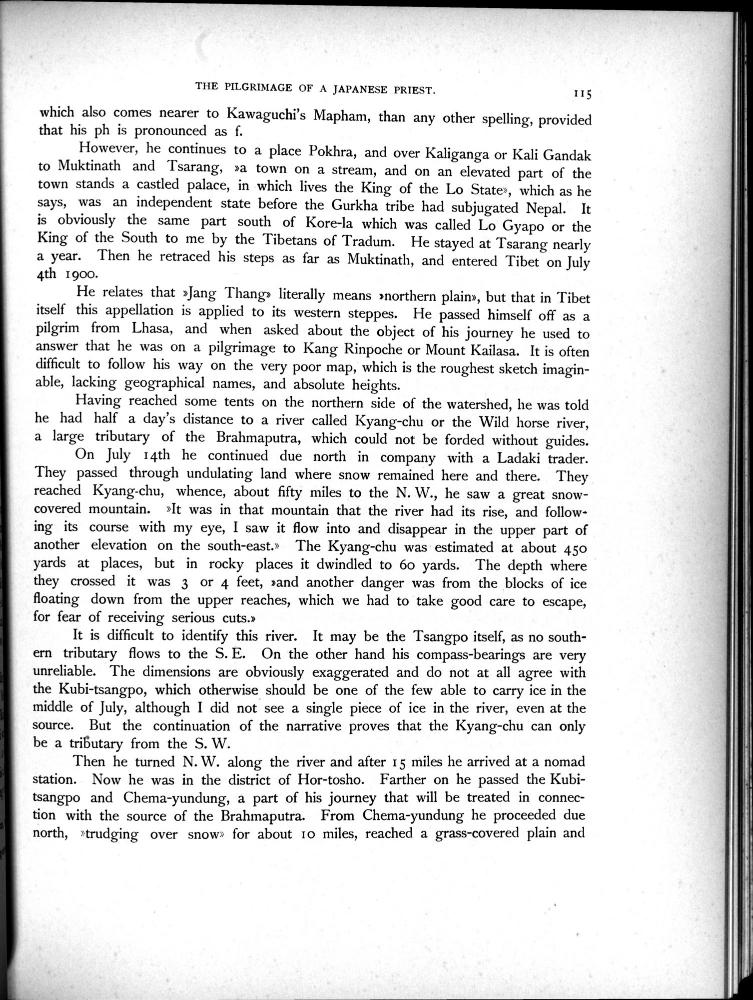 THE PILGRIMAGE OF A JAPANESE PRIEST. 115
which also comes nearer to Kawaguchi's Mapham, than any other spelling, provided
that his ph is pronounced as f.
However, he continues to a place Pokhra, and over Kaliganga or Kali Gandak
to Muktinath and Tsarang, »a town on a stream, and on an elevated part of the
town stands a castled palace, in which lives the King of the Lo State», which as he
says, was an independent state before the Gurkha tribe had subjugated Nepal. It
is obviously the same part south of Kore-la which was called Lo Gyapo or the
King of the South to me by the Tibetans of Tradum. He stayed at Tsarang nearly
a year. Then he retraced his steps as far as Muktinath, and entered Tibet on July
4th 1900.
He relates that »Jang Thang» literally means »northern plain», but that in Tibet
itself this appellation is applied to its western steppes. He passed himself off as a
pilgrim from Lhasa, and when asked about the object of his journey he used to
answer that he was on a pilgrimage to Kang Rinpoche or Mount Kailasa. It is often
difficult to follow his way on the very poor map, which is the roughest sketch imagin-
able, lacking geographical names, and absolute heights.
Having reached some tents on the northern side of the watershed, he was told
he had half a day's distance to a river called Kyang-chu or the Wild horse river,
a large tributary of the Brahmaputra, which could not be forded without guides.
On July 14th he continued due north in company with a Ladaki trader.
They passed through undulating land where snow remained here and there. They
reached Kyang-chu, whence, about fifty miles to the N. W., he saw a great snow-
covered mountain. »It was in that mountain that the river had its rise, and follow-
ing its course with my eye, I saw it flow into and disappear in the upper part of
another elevation on the south-east.» The Kyang-chu was estimated at about 450
yards at places, but in rocky places it dwindled to 60 yards. The depth where
they crossed it was 3 or 4 feet, »and another danger was from the blocks of ice
floating down from the upper reaches, which we had to take good care to escape,
for fear of receiving serious cuts.»
It is difficult to identify this river. It may be the Tsangpo itself, as no south-
ern tributary flows to the S. E. On the other hand his compass-bearings are very
unreliable. The dimensions are obviously exaggerated and do not at all agree with
the Kubi-tsangpo, which otherwise should be one of the few able to carry ice in the
middle of July, although I did not see a single piece of ice in the river, even at the
source. But the continuation of the narrative proves that the Kyang-chu can only
be a tributary from the S. W.
Then he turned N. W. along the river and after 15 miles he arrived at a nomad
station. Now he was in the district of Hor-tosho. Farther on he passed the Kubi-
tsangpo and Chema-yundung, a part of his journey that will be treated in connec-
tion with the source of the Brahmaputra. From Chema-yundung he proceeded due
north, »trudging over snow» for about 10 miles, reached a grass-covered plain and